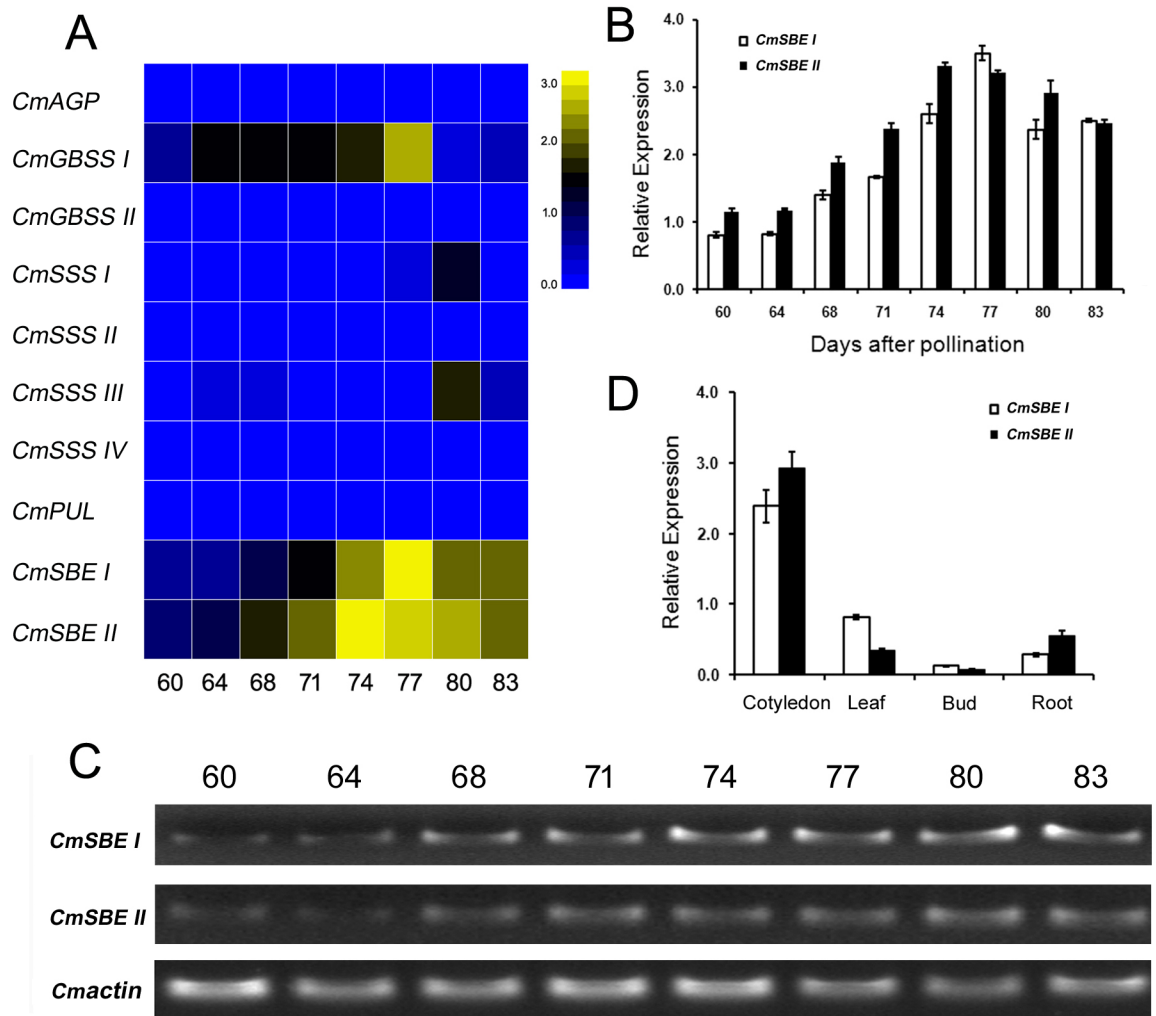 A
CmAGP
CmGBSS I
CmGBSS II
CmSSS I
CmSSS II
CmSSS III
CmSSS IV
CmPUL
CmSBE I
CmSBE II
60 64 68 71 74 77 80 83
3.0
2.0
1.0
0.0
B
CmSBE I
CmSBE II
Relative Expression
4.0
3.0
2.0
1.0
0.0
60 64 68 71 74 77 80 83
Days after pollination
D
CmSBE I
CmSBE II
Relative Expression
4.0
3.0
2.0
1.0
0.0
Cotyledon Leaf Bud Root
C
60 64 68 71 74 77 80 83
CmSBE I
CmSBE II
Cmactin